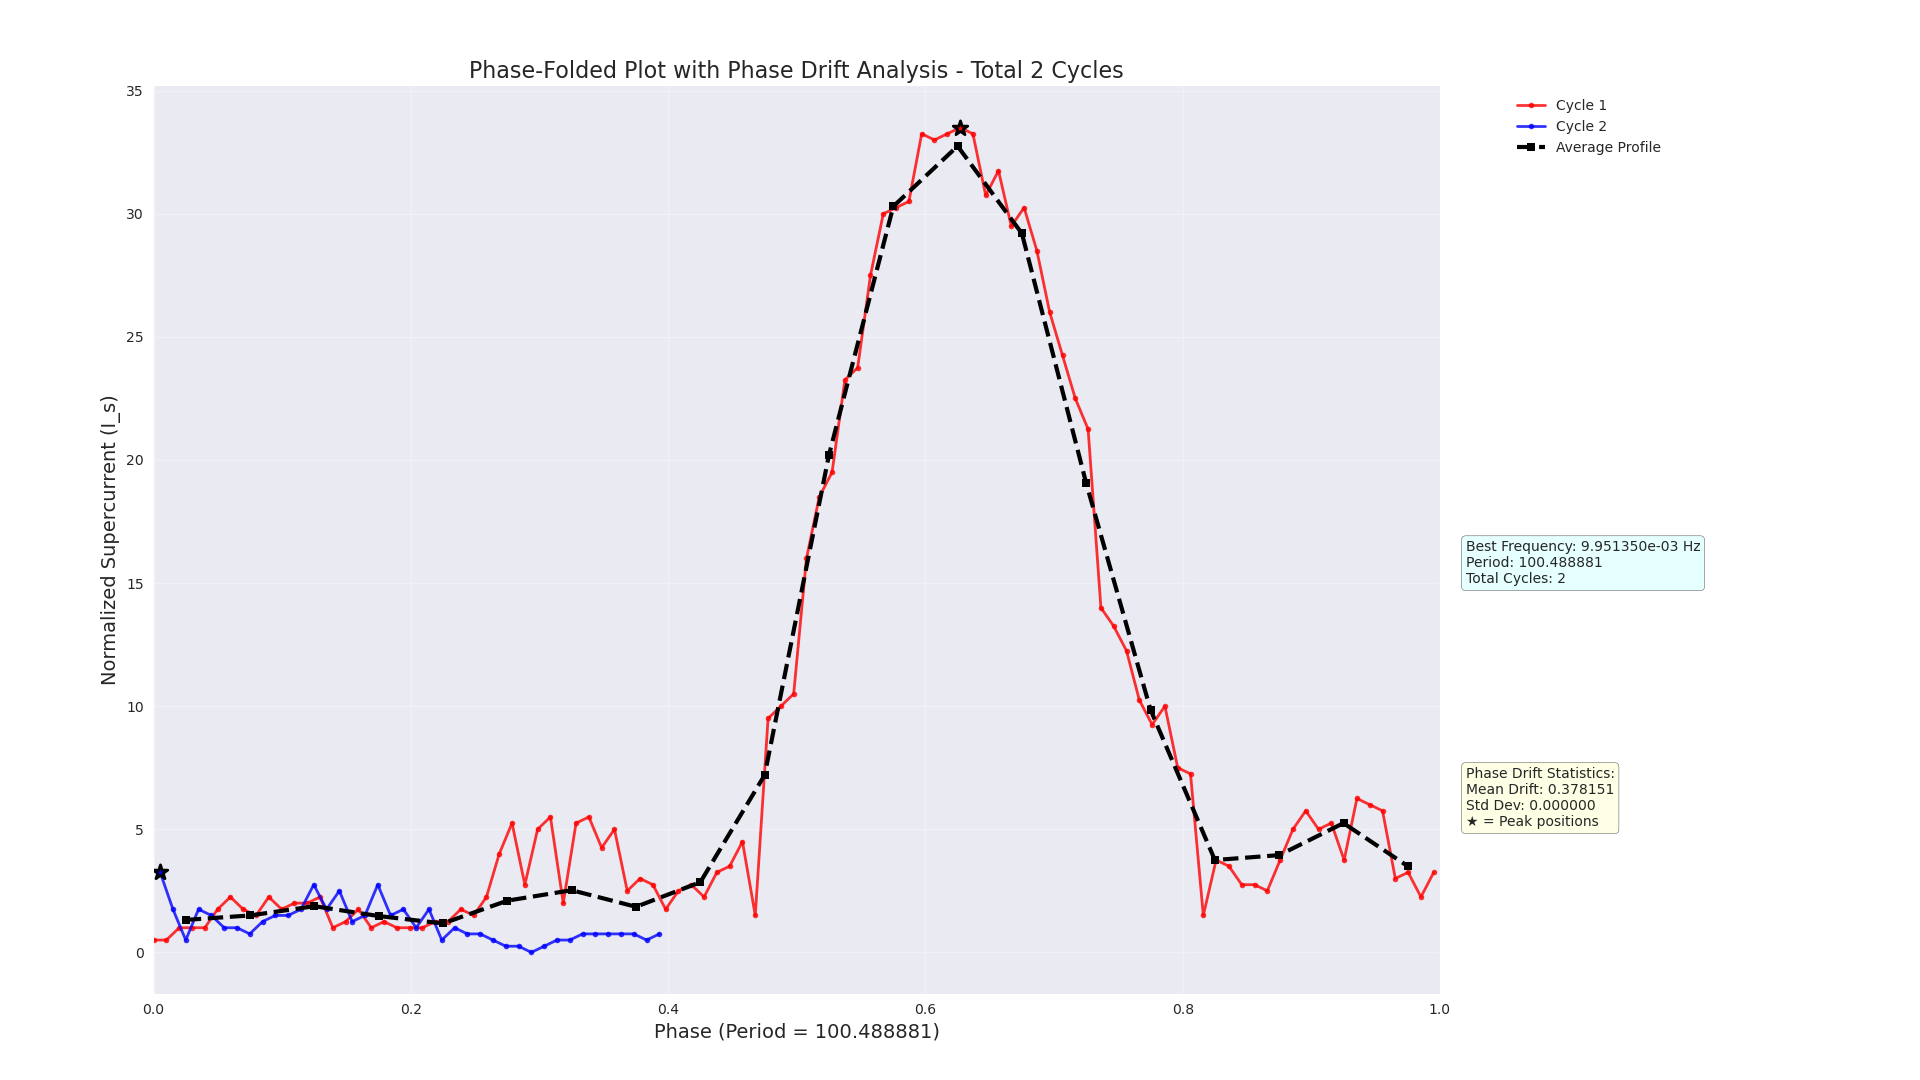 Phase-Folded Plot with Phase Drift Analysis - Total 2 Cycles
Normalized Supercurrent (I_s)
35
30
25
20
15
10
5
0
0.0
0.2
0.4
0.6
0.8
1.0
Phase (Period = 100.488881)
Cycle 1
Cycle 2
Average Profile
Best Frequency: 9.951350e-03 Hz
Period: 100.488881
Total Cycles: 2
Phase Drift Statistics:
Mean Drift: 0.378151
Std Dev: 0.000000
★ = Peak positions